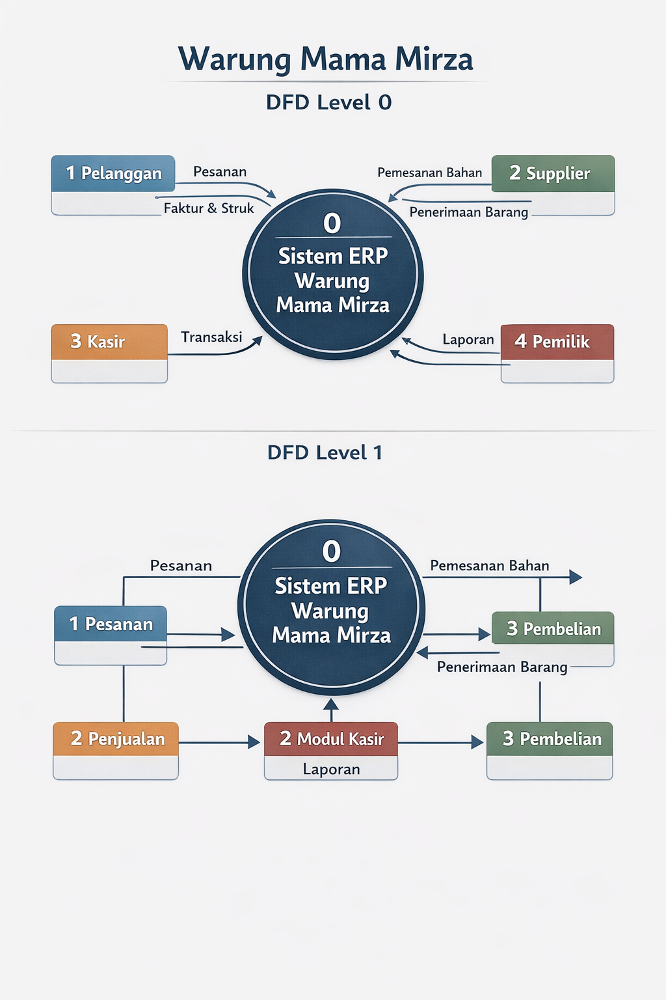 Warung Mama Mirza
DFD Level 0
1 Pelanggan
Pesanan
Faktur & Struk
Pemesanan Bahan
2 Supplier
Penerimaan Barang
0
Sistem ERP
Warung
Mama Mirza
3 Kasir
Transaksi
Laporan
4 Pemilik
DFD Level 1
0
Sistem ERP
Warung
Mama Mirza
Pesanan
Pemesanan Bahan
1 Pesanan
3 Pembelian
Penerimaan Barang
2 Penjualan
2 Modul Kasir
Laporan
3 Pembelian